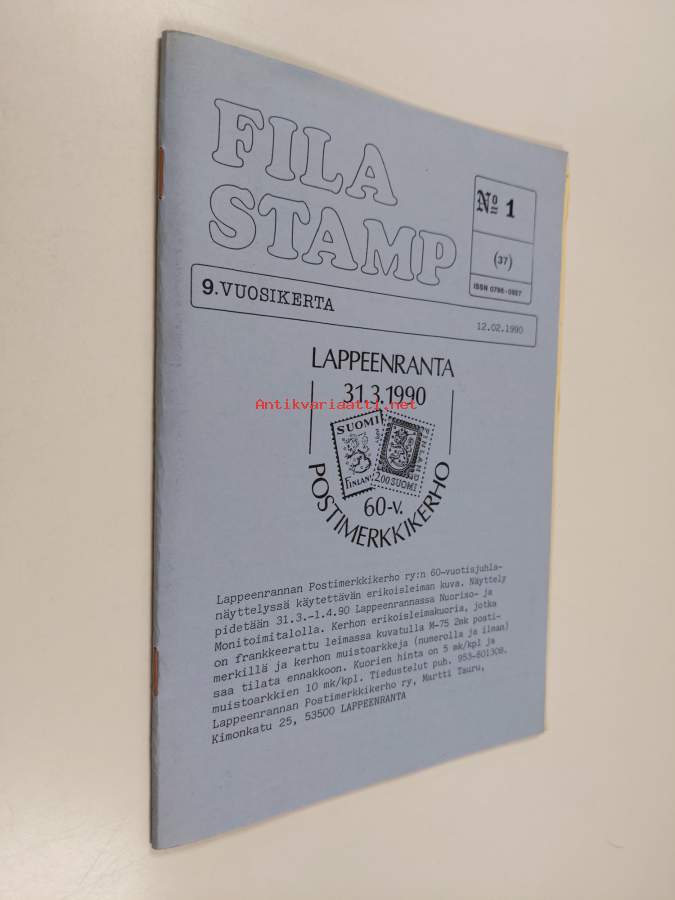 FILA
STAMP
No 1
(37)
ISSN 0786-0927
9.VUOSIKERTA
12.02.1990
LAPPEENRANTA
31.3.1990
Antikvariaatti.net
SUOMI
FINLAND
2.00 SUOMI
60-v.
POSTIMERKKIKERHO
Lappeenrannan Postimerkkikerho ry:n 60-vuotisjuhla-
näyttelyssä käytettävän erikoisleiman kuva. Näyttely
pidetään 31.3.-1.4.90 Lappeenrannassa Nuoriso- ja
Monitoimitalolla. Kerhon erikoisleimakuoria, jotka
on frankkeerattu leimassa kuvatulla M-75 2mk posti-
merkillä ja kerhon muistoarkkeja (numerolla ja ilman)
saa tilata ennakkoon. Kuorien hinta on 5 mk/kpl ja
muistoarkkien 10 mk/kpl. Tiedustelut puh. 953-801308.
Lappeenrannan Postimerkkikerho ry, Martti Tauru,
Kimonkatu 25, 53500 LAPPEENRANTA